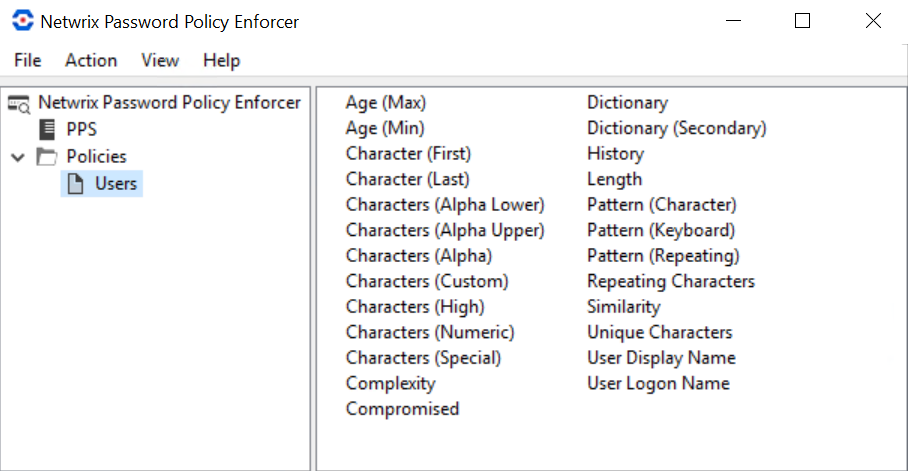 Netwrix Password Policy Enforcer
File Action View Help
Netwrix Password Policy Enforcer
PPS
Policies
Users
Age (Max)
Age (Min)
Character (First)
Character (Last)
Characters (Alpha Lower)
Characters (Alpha Upper)
Characters (Alpha)
Characters (Custom)
Characters (High)
Characters (Numeric)
Characters (Special)
Complexity
Compromised
Dictionary
Dictionary (Secondary)
History
Length
Pattern (Character)
Pattern (Keyboard)
Pattern (Repeating)
Repeating Characters
Similarity
Unique Characters
User Display Name
User Logon Name